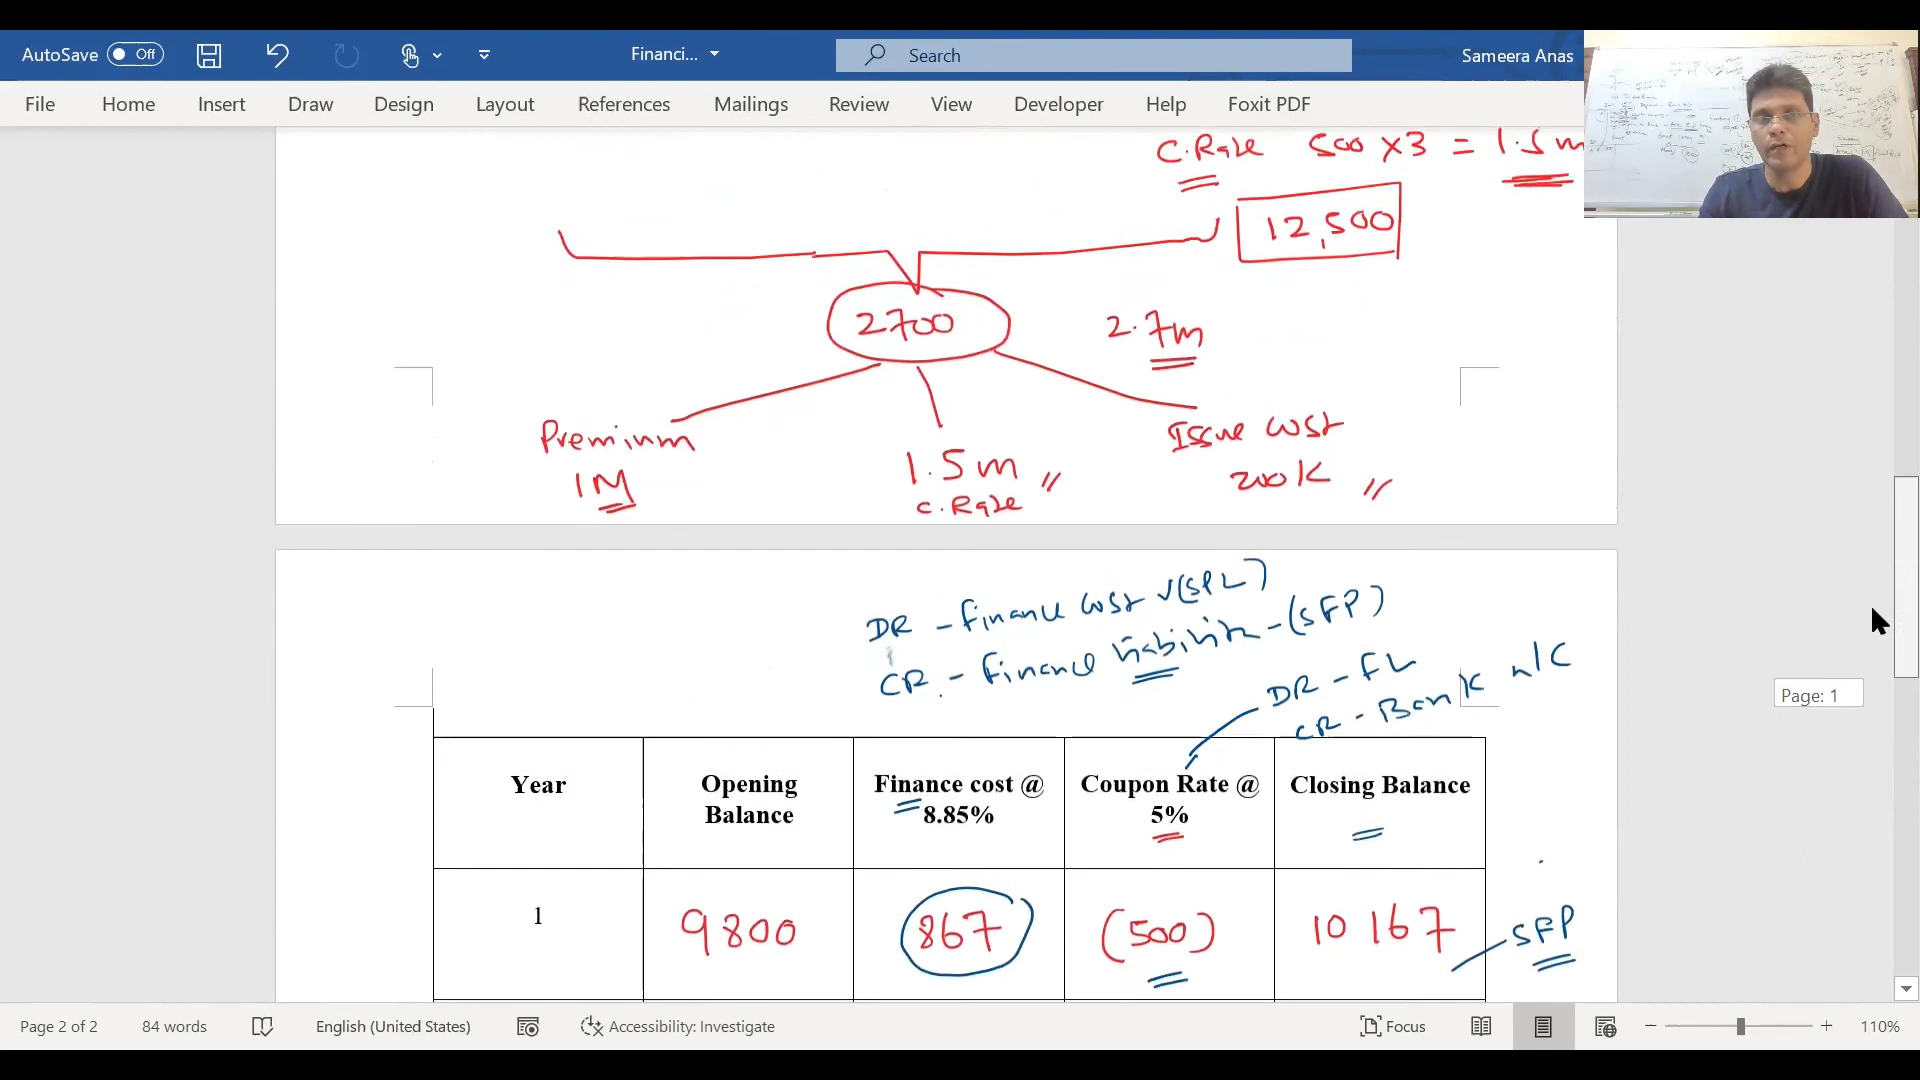 AutoSave Off Financi... Search Sameera Anas
File Home Insert Draw Design Layout References Mailings Review View Developer Help Foxit PDF
C.Rate 500 x3 = 1.5 m
12,500
2700
2.7m
Premium
1M
1.5m
C.Rate
Issue cost
200K
DR - Finance cost (SPL)
CR - Finance liability - (SFP)
DR - FL
CR - Bank A/C
Page: 1
Year Opening Balance Finance cost @ 8.85% Coupon Rate @ 5% Closing Balance
1 9800 867 (500) 10 167 SFP
Page 2 of 2 84 words English (United States) Accessibility: Investigate Focus 110%